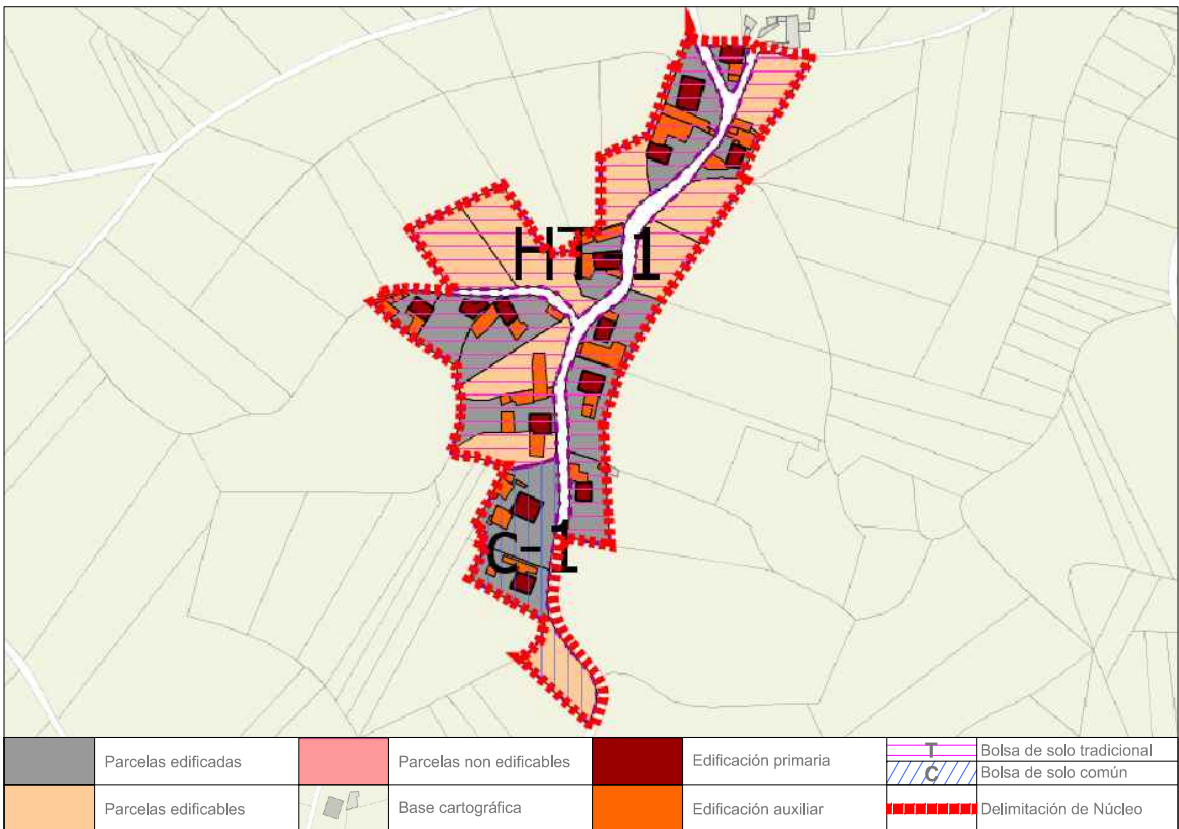 HT-1
C-1
Parcelas edificadas
Parcelas non edificables
Edificación primaria
T
Bolsa de solo tradicional
C
Bolsa de solo común
Parcelas edificables
Base cartográfica
Edificación auxiliar
Delimitación de Núcleo